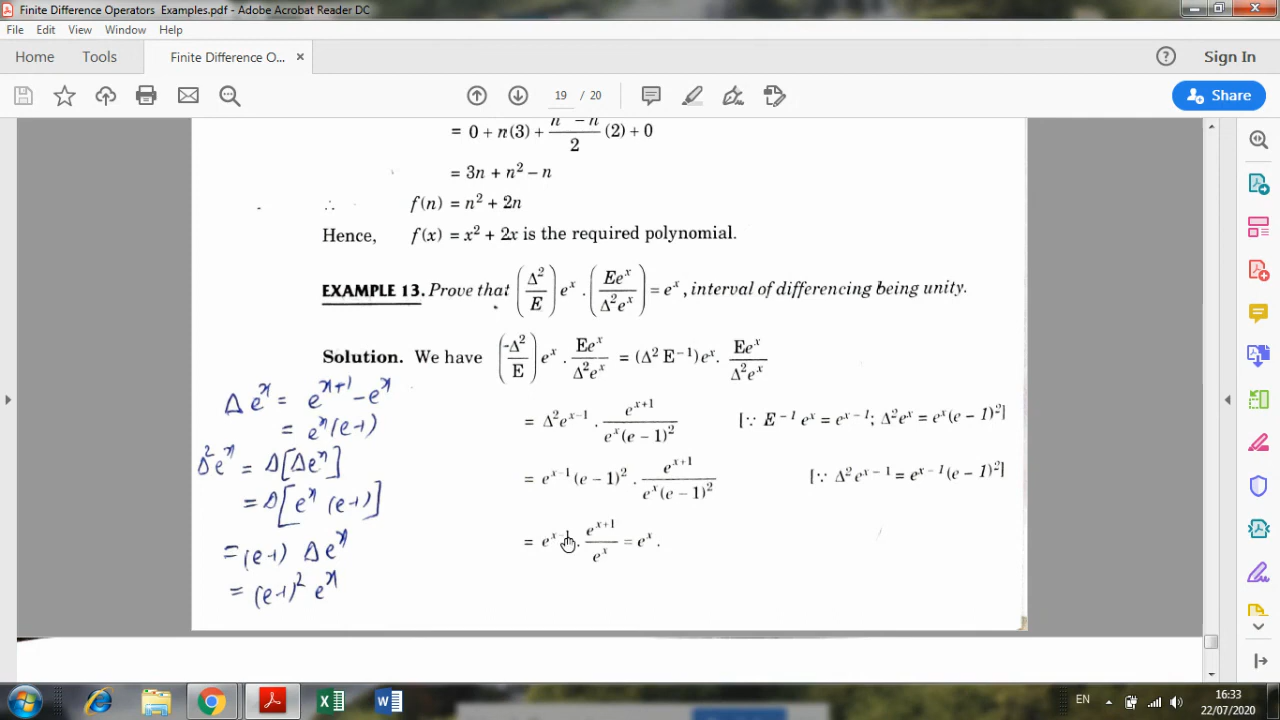 Finite Difference Operators Examples.pdf - Adobe Acrobat Reader DC
File Edit View Window Help
Home Tools Finite Difference O... × Sign In
19 / 20 Share
= 0 + n(3) + (n² − n)/2 (2) + 0
= 3n + n² − n
∴ f(n) = n² + 2n
Hence, f(x) = x² + 2x is the required polynomial.
EXAMPLE 13. Prove that (Δ²/E) eˣ . (Eeˣ/Δ²eˣ) = eˣ, interval of differencing being unity.
Solution. We have (Δ²/E) eˣ . Eeˣ/Δ²eˣ = (Δ² E⁻¹) eˣ . Eeˣ/Δ²eˣ
= Δ²eˣ⁻¹ . eˣ⁺¹/eˣ(e − 1)² [∵ E⁻¹ eˣ = eˣ⁻¹; Δ²eˣ = eˣ(e − 1)²]
= eˣ⁻¹(e − 1)² . eˣ⁺¹/eˣ(e − 1)² [∵ Δ²eˣ⁻¹ = eˣ⁻¹(e − 1)²]
= eˣ⁻¹ . eˣ⁺¹/eˣ = eˣ.
Δeˣ = eˣ⁺¹ − eˣ
= eˣ(e−1)
Δ²eˣ = Δ[Δeˣ]
= Δ[eˣ (e−1)]
= (e−1) Δeˣ
= (e−1)² eˣ
EN 16:33
22/07/2020